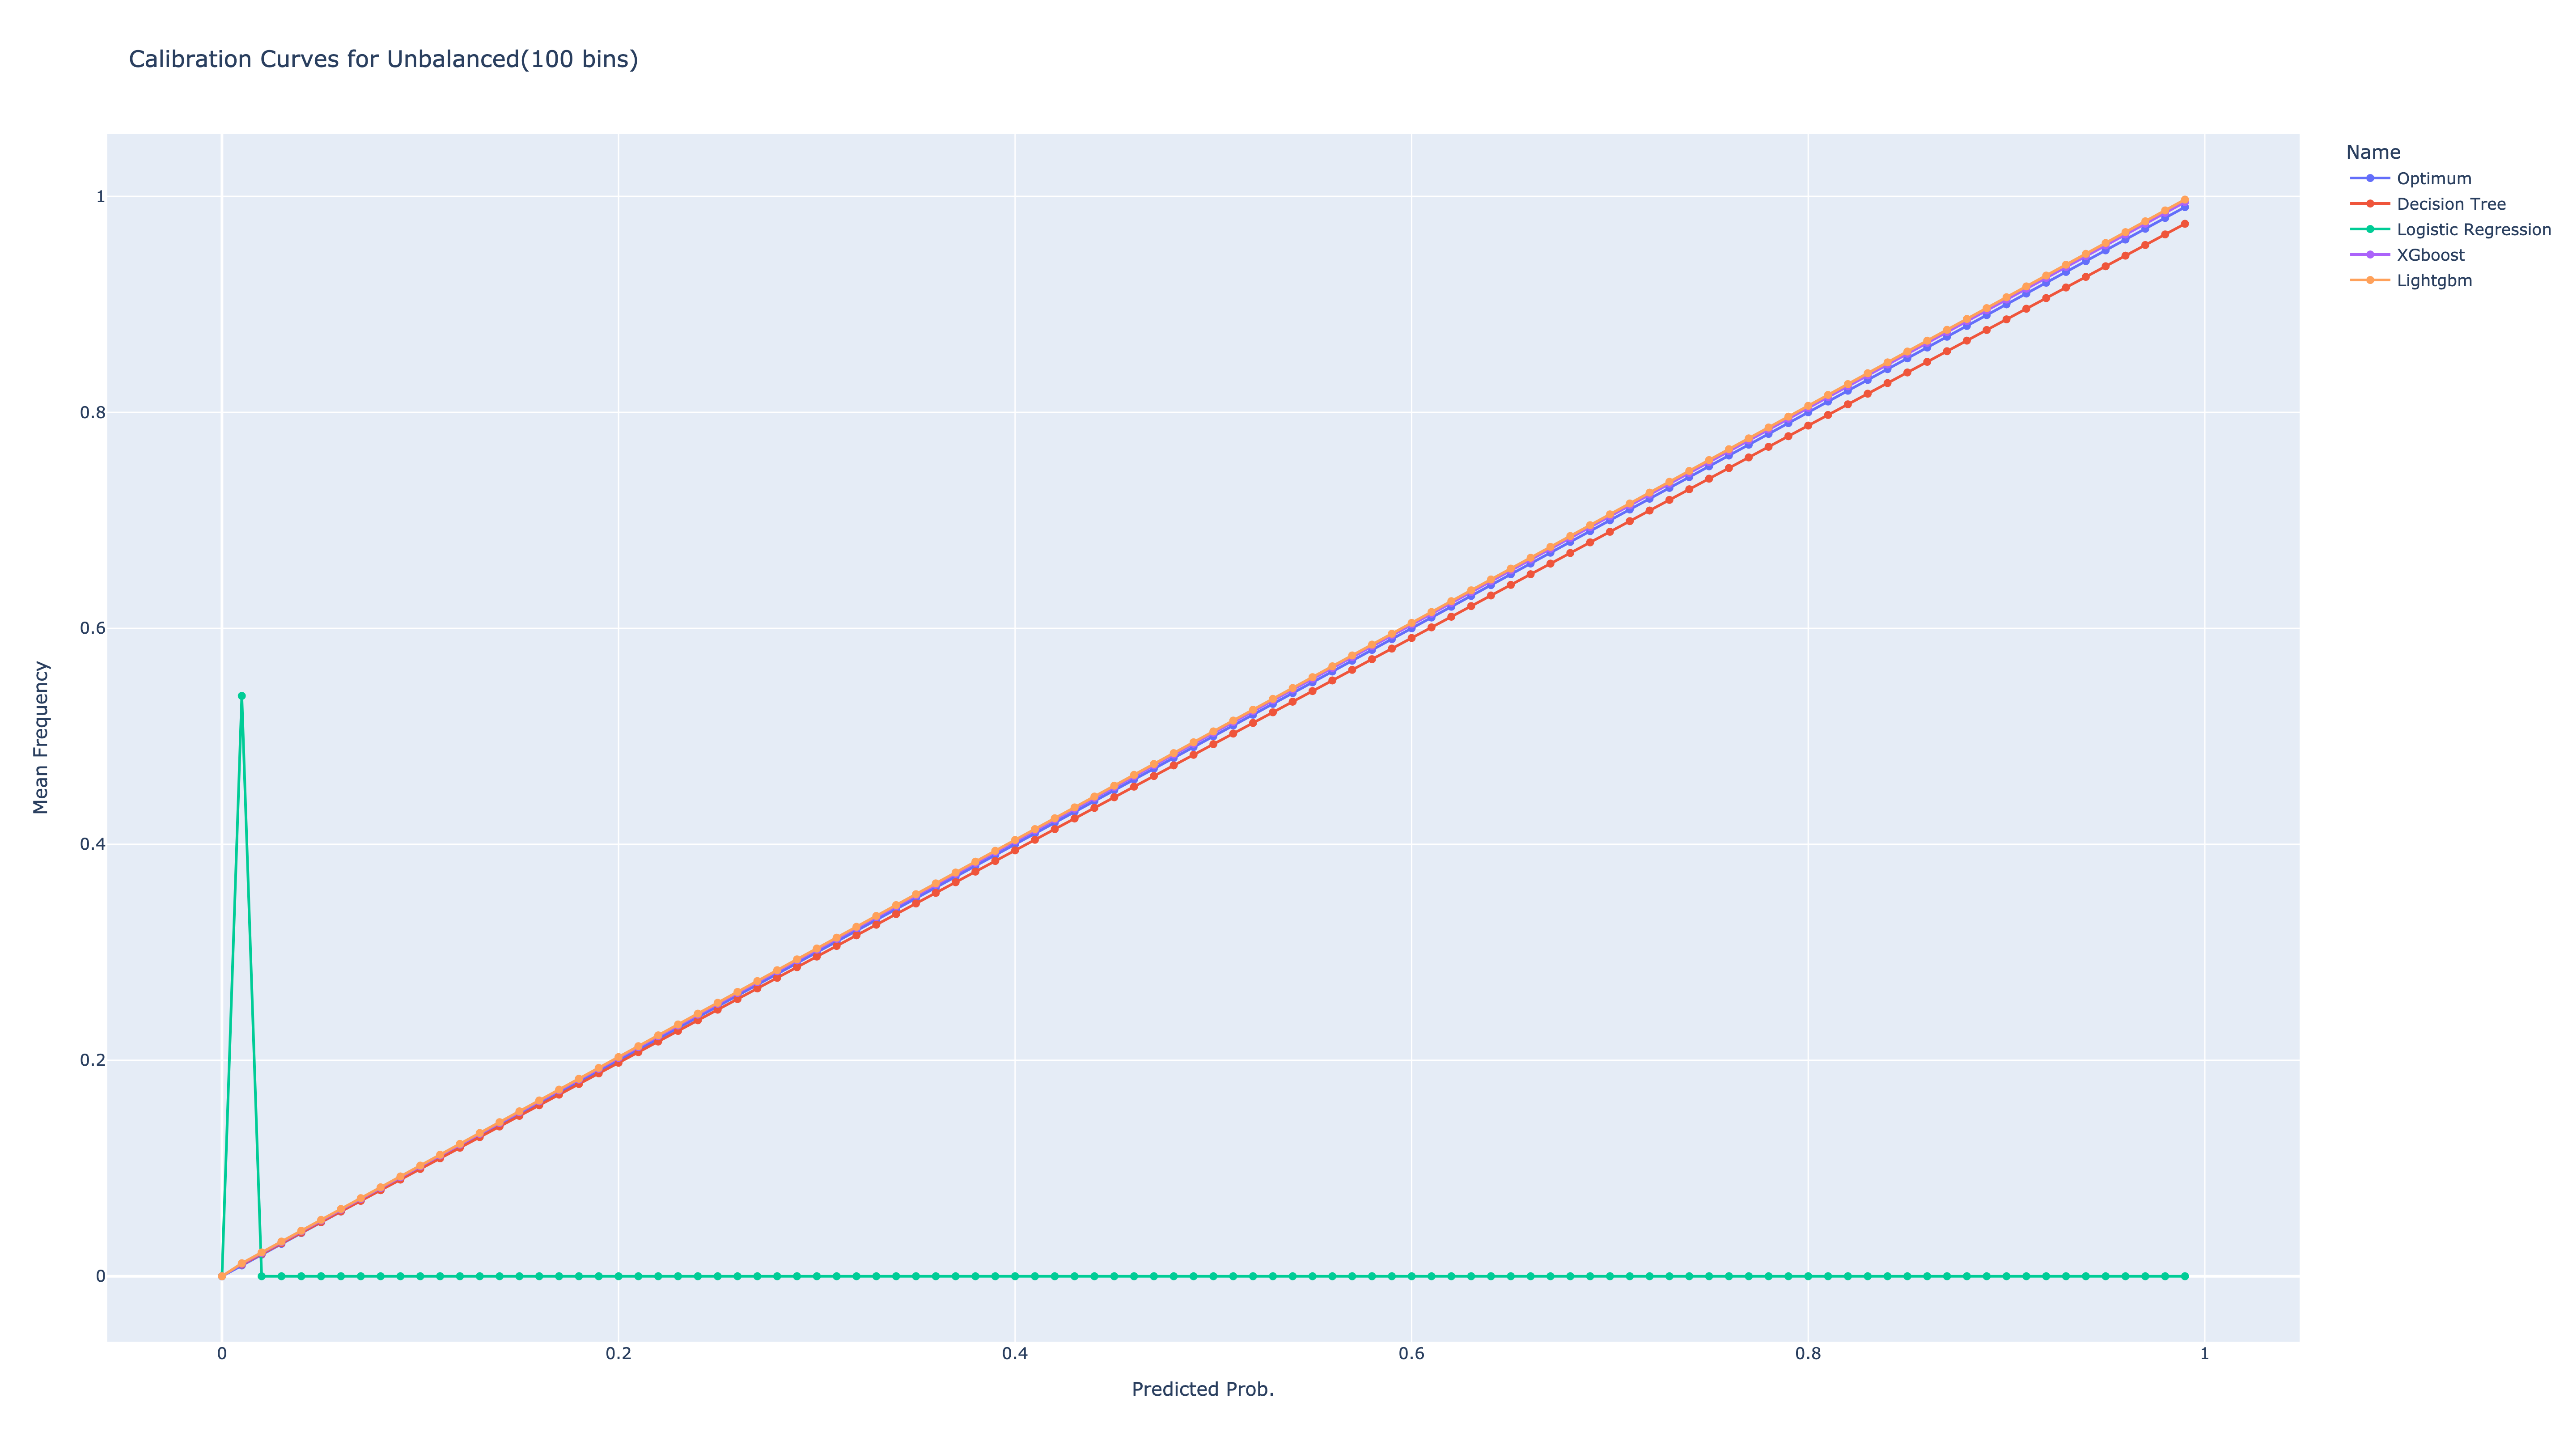 Calibration Curves for Unbalanced(100 bins)
Name
Optimum
Decision Tree
Logistic Regression
XGboost
Lightgbm
1
0.8
0.6
0.4
0.2
0
Mean Frequency
0 0.2 0.4 0.6 0.8 1
Predicted Prob.